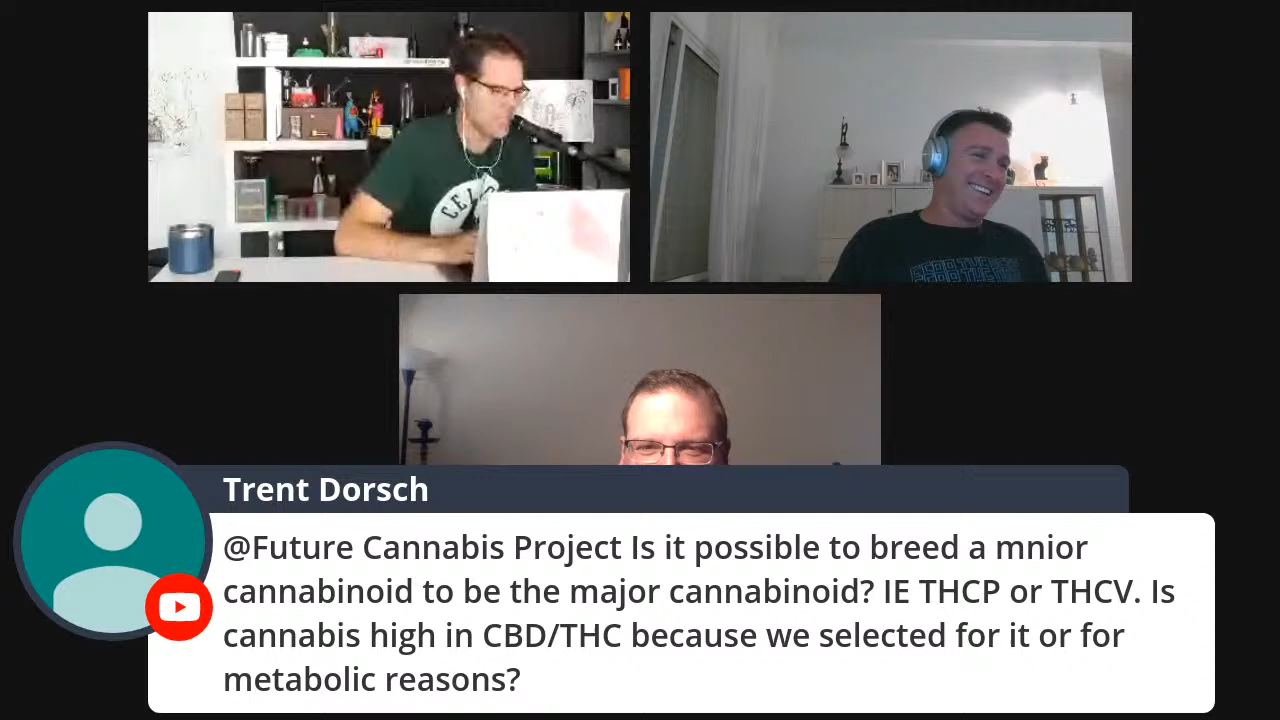 CEL
Trent Dorsch
@Future Cannabis Project Is it possible to breed a mnior
cannabinoid to be the major cannabinoid? IE THCP or THCV. Is
cannabis high in CBD/THC because we selected for it or for
metabolic reasons?